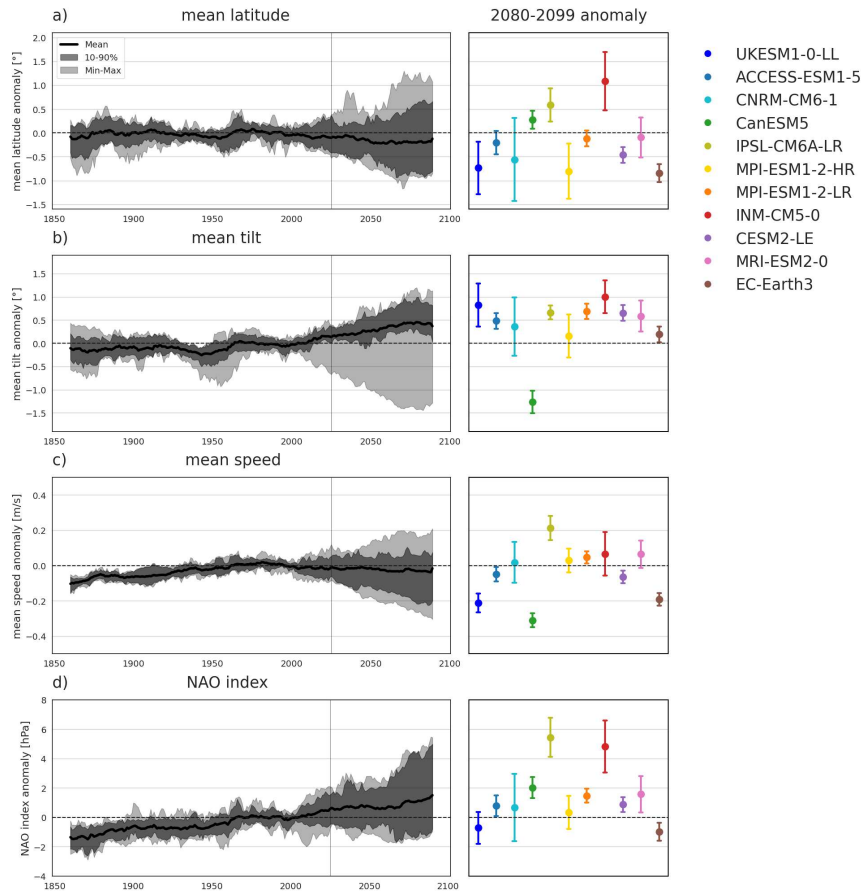 a) mean latitude
2080-2099 anomaly
mean latitude anomaly [°]
2.0
1.5
1.0
0.5
0.0
−0.5
−1.0
−1.5
Mean
10-90%
Min-Max
1850 1900 1950 2000 2050 2100
UKESM1-0-LL
ACCESS-ESM1-5
CNRM-CM6-1
CanESM5
IPSL-CM6A-LR
MPI-ESM1-2-HR
MPI-ESM1-2-LR
INM-CM5-0
CESM2-LE
MRI-ESM2-0
EC-Earth3
b) mean tilt
mean tilt anomaly [°]
1.5
1.0
0.5
0.0
−0.5
−1.0
−1.5
1850 1900 1950 2000 2050 2100
c) mean speed
mean speed anomaly [m/s]
0.4
0.2
0.0
−0.2
−0.4
1850 1900 1950 2000 2050 2100
d) NAO index
NAO index anomaly [hPa]
8
6
4
2
0
−2
−4
1850 1900 1950 2000 2050 2100